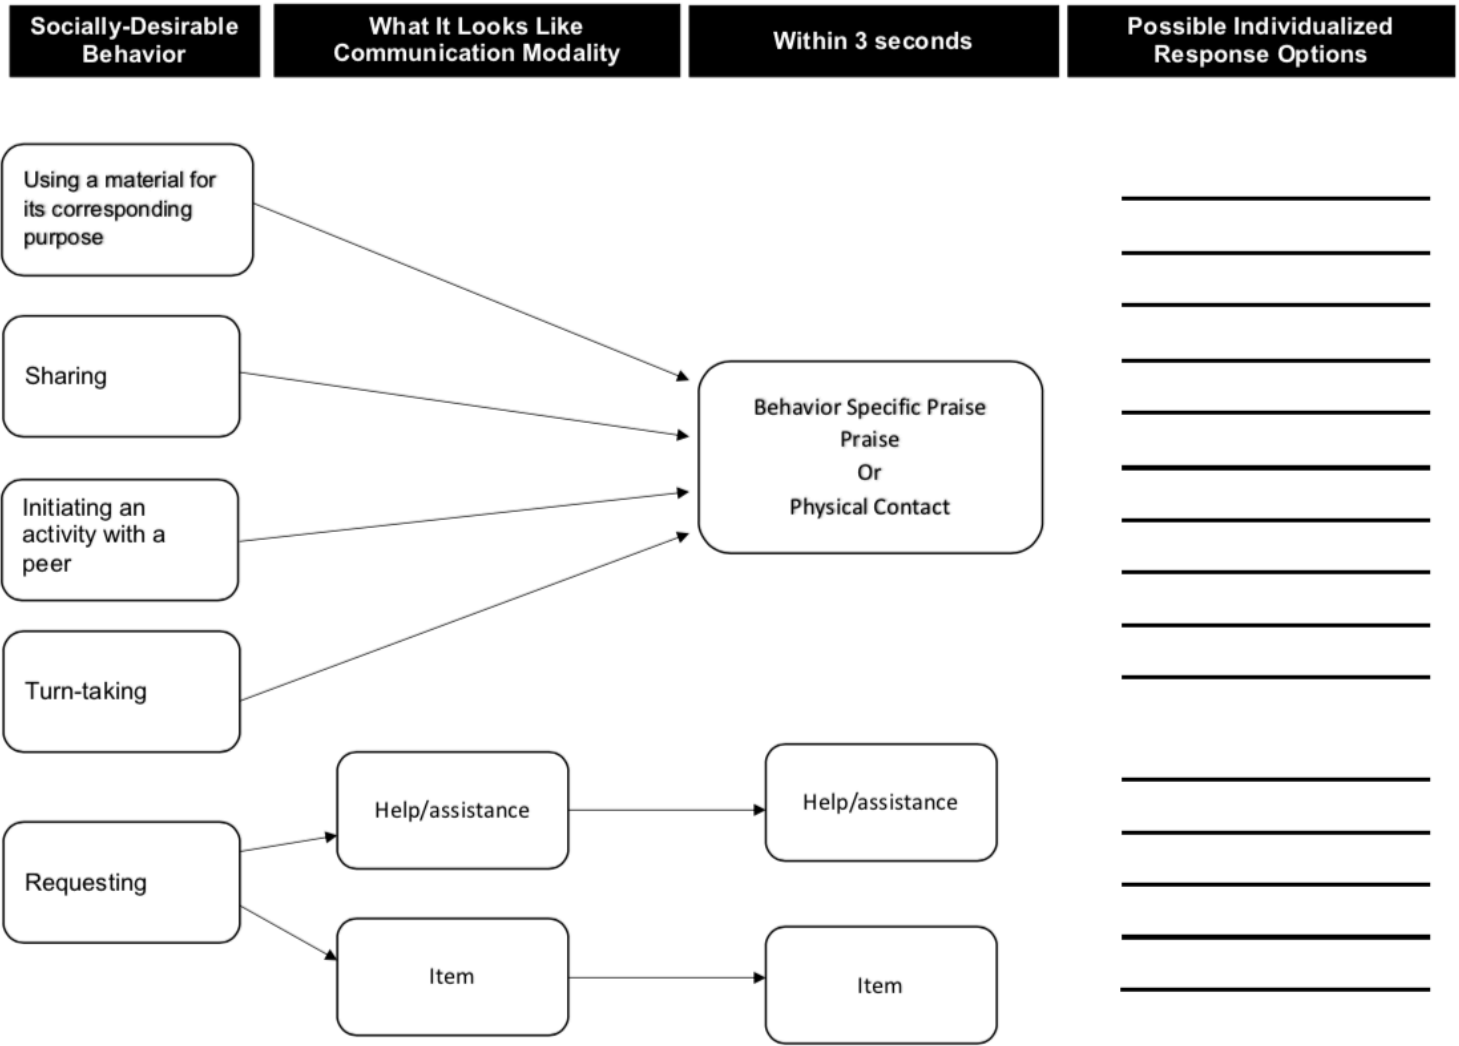 Socially-Desirable
Behavior
What It Looks Like
Communication Modality
Within 3 seconds
Possible Individualized
Response Options
Using a material for
its corresponding
purpose
Sharing
Initiating an
activity with a
peer
Turn-taking
Requesting
Help/assistance
Item
Behavior Specific Praise
Praise
Or
Physical Contact
Help/assistance
Item